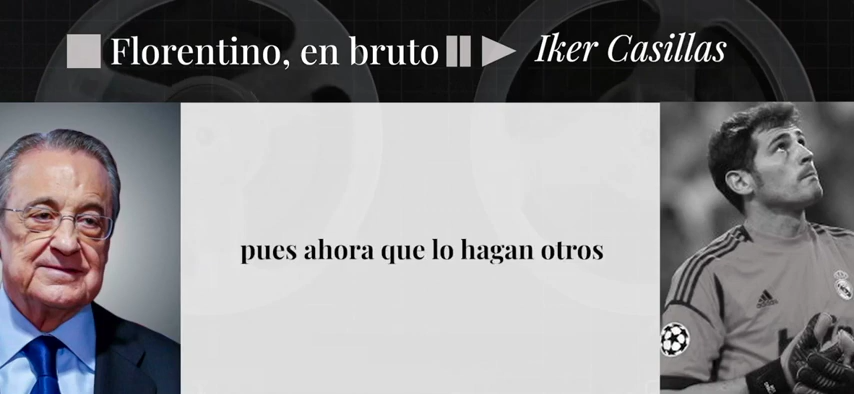 Florentino, en bruto
Iker Casillas
pues ahora que lo hagan otros